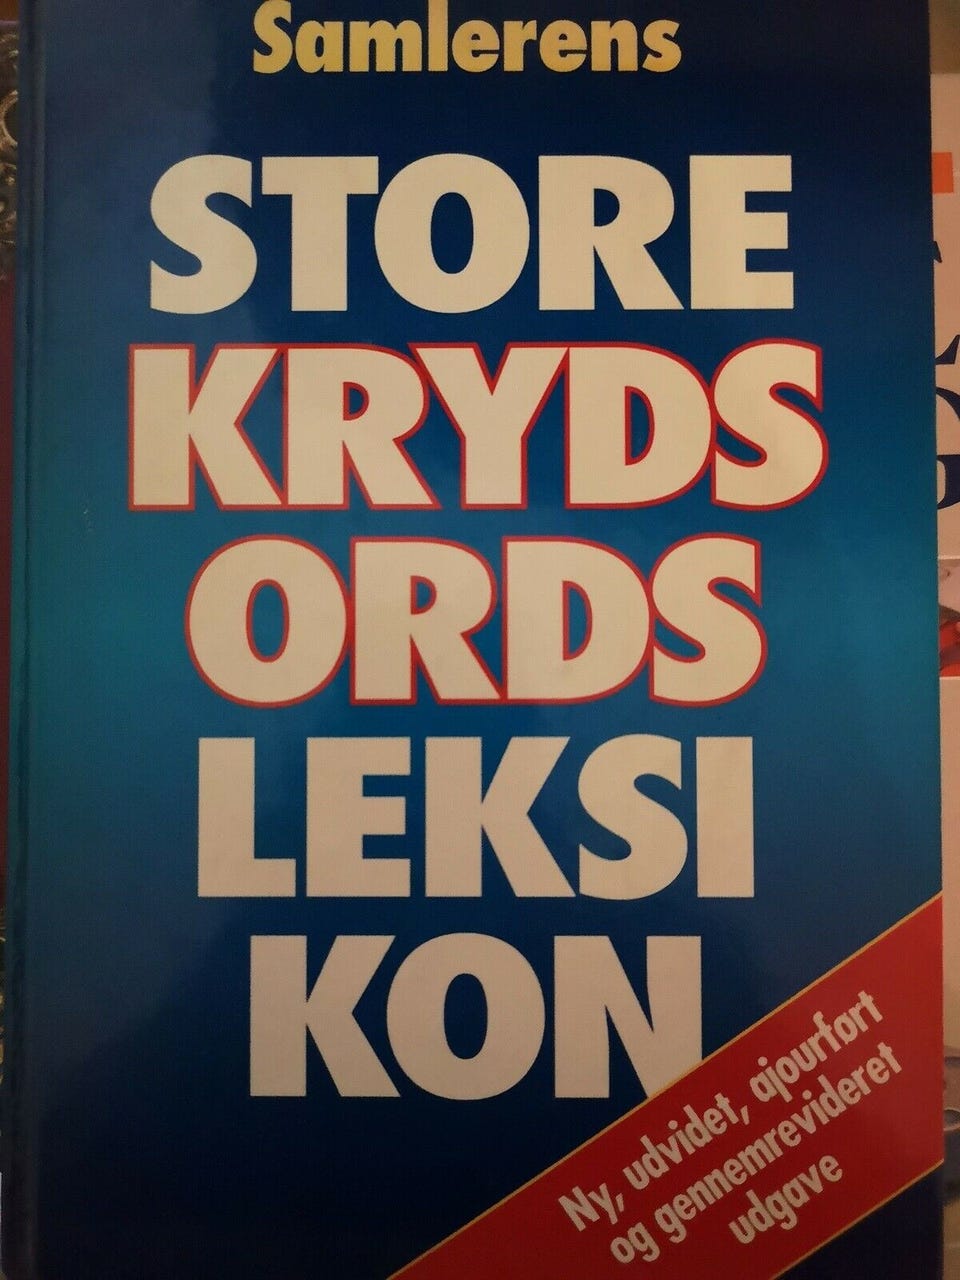 Samlerens
STORE
KRYDS
ORDS
LEKSI
KON
Ny, udvidet, ajourført
og gennemrevideret
udgave